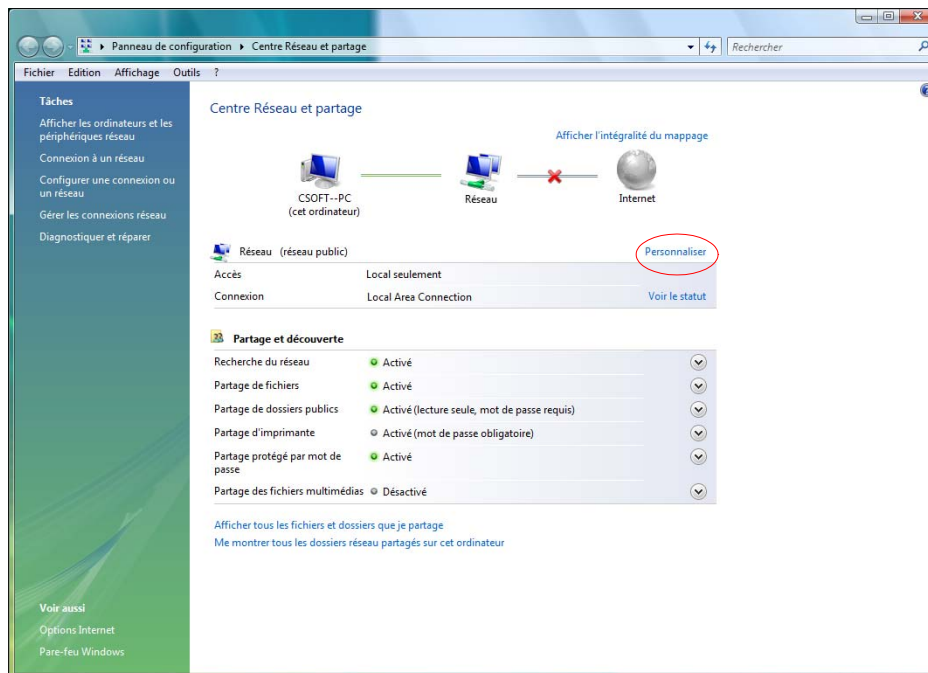 Panneau de configuration ▸ Centre Réseau et partage
Rechercher
Fichier Edition Affichage Outils ?
Tâches
Afficher les ordinateurs et les
périphériques réseau
Connexion à un réseau
Configurer une connexion ou
un réseau
Gérer les connexions réseau
Diagnostiquer et réparer
Centre Réseau et partage
Afficher l'intégralité du mappage
CSOFT--PC
(cet ordinateur)
Réseau
Internet
Réseau (réseau public) Personnaliser
Accès Local seulement
Connexion Local Area Connection Voir le statut
Partage et découverte
Recherche du réseau Activé
Partage de fichiers Activé
Partage de dossiers publics Activé (lecture seule, mot de passe requis)
Partage d'imprimante Activé (mot de passe obligatoire)
Partage protégé par mot de
passe
Activé
Partage des fichiers multimédias Désactivé
Afficher tous les fichiers et dossiers que je partage
Me montrer tous les dossiers réseau partagés sur cet ordinateur
Voir aussi
Options Internet
Pare-feu Windows